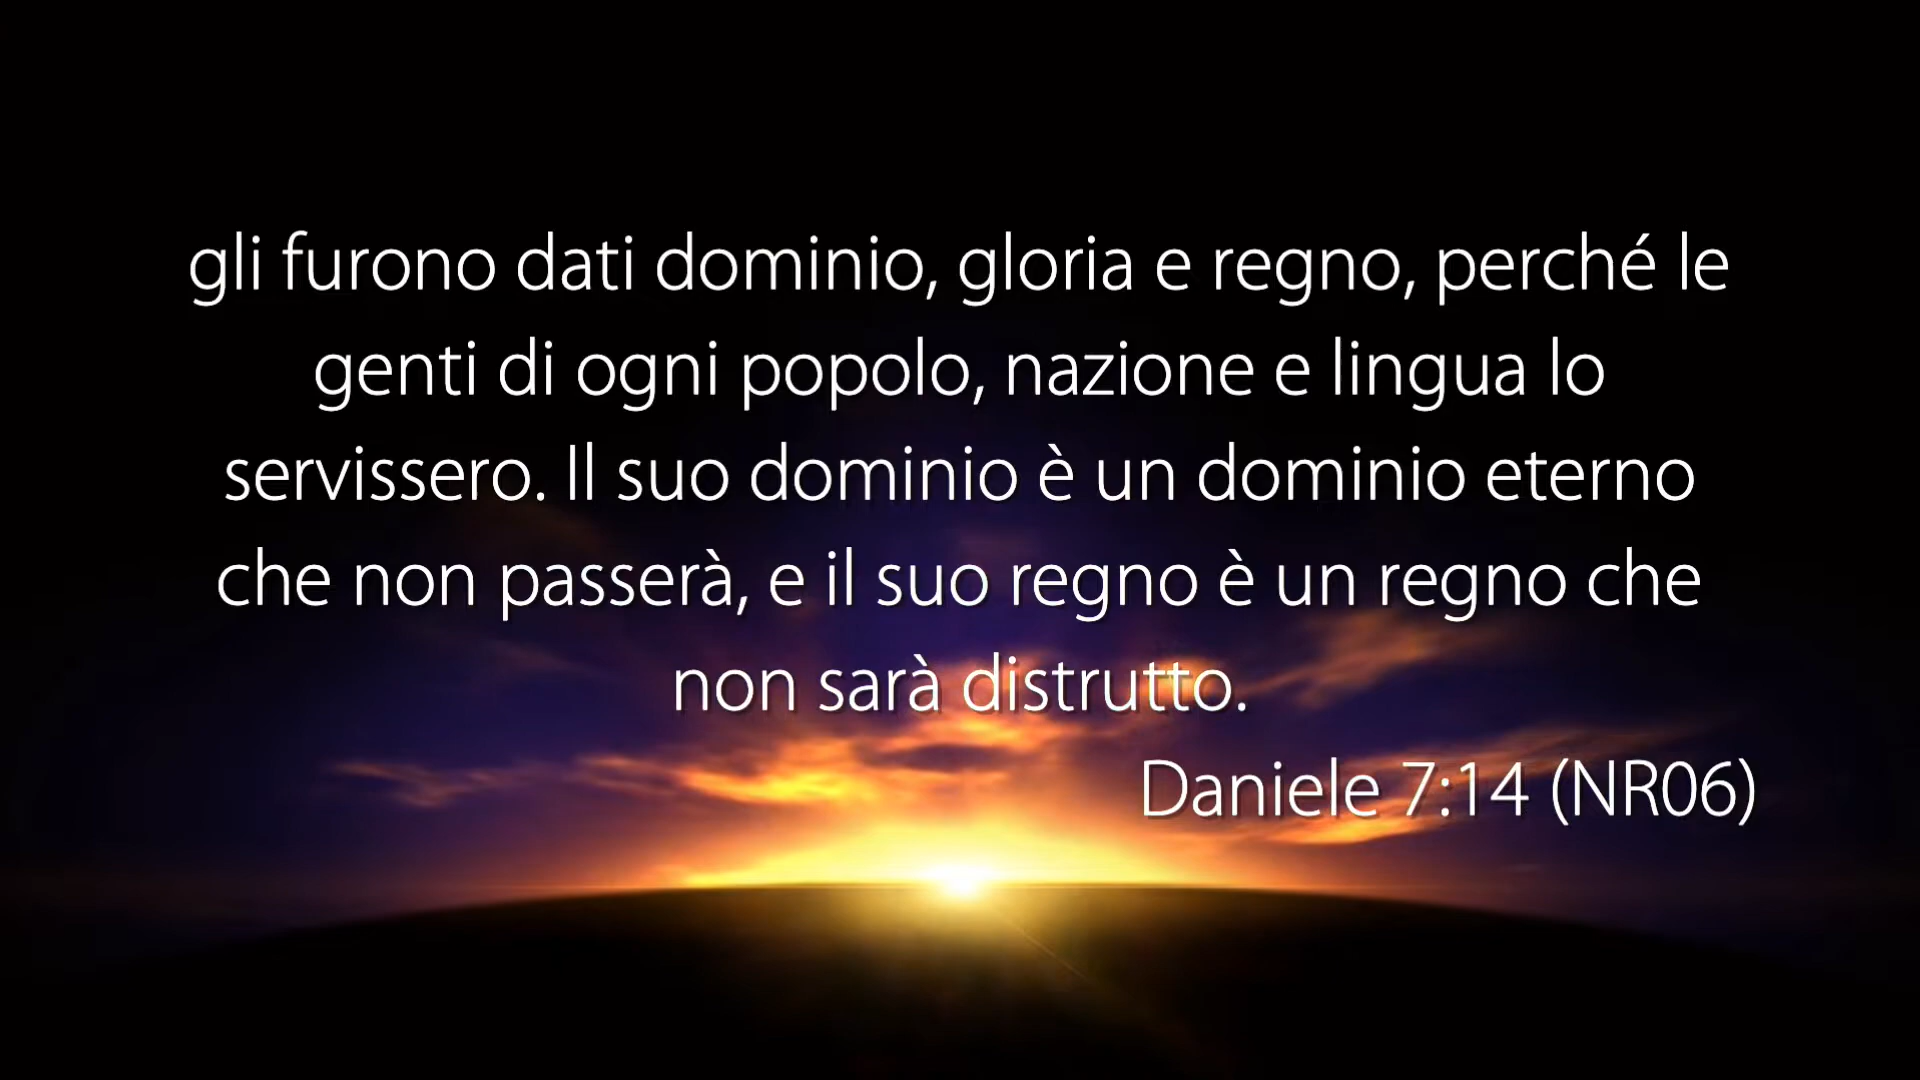 gli furono dati dominio, gloria e regno, perché le
genti di ogni popolo, nazione e lingua lo
servissero. Il suo dominio è un dominio eterno
che non passerà, e il suo regno è un regno che
non sarà distrutto.
Daniele 7:14 (NR06)